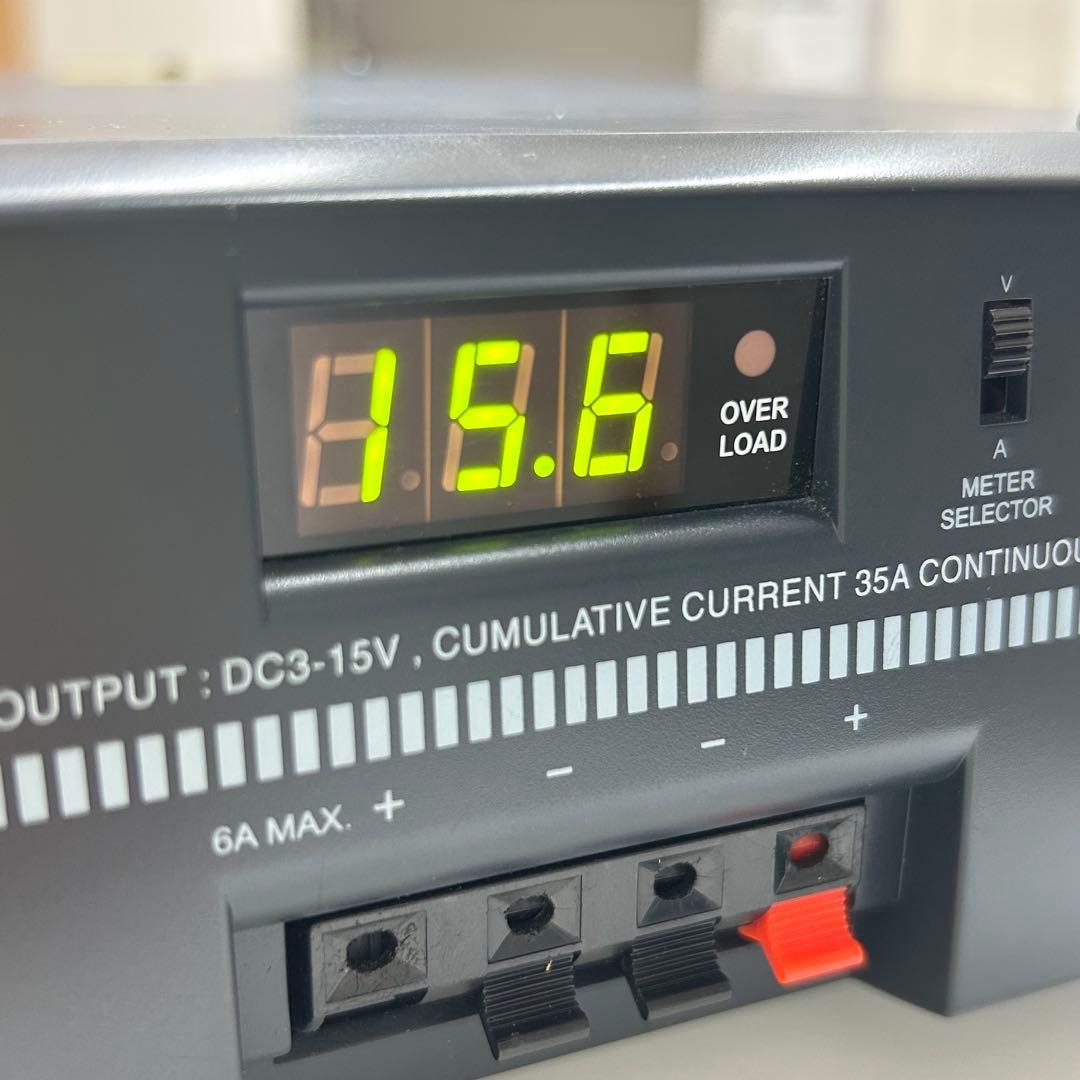 15.6
OVER
LOAD
V
A
METER
SELECTOR
OUTPUT : DC3-15V , CUMULATIVE CURRENT 35A CONTINUOU
6A MAX. + − − +